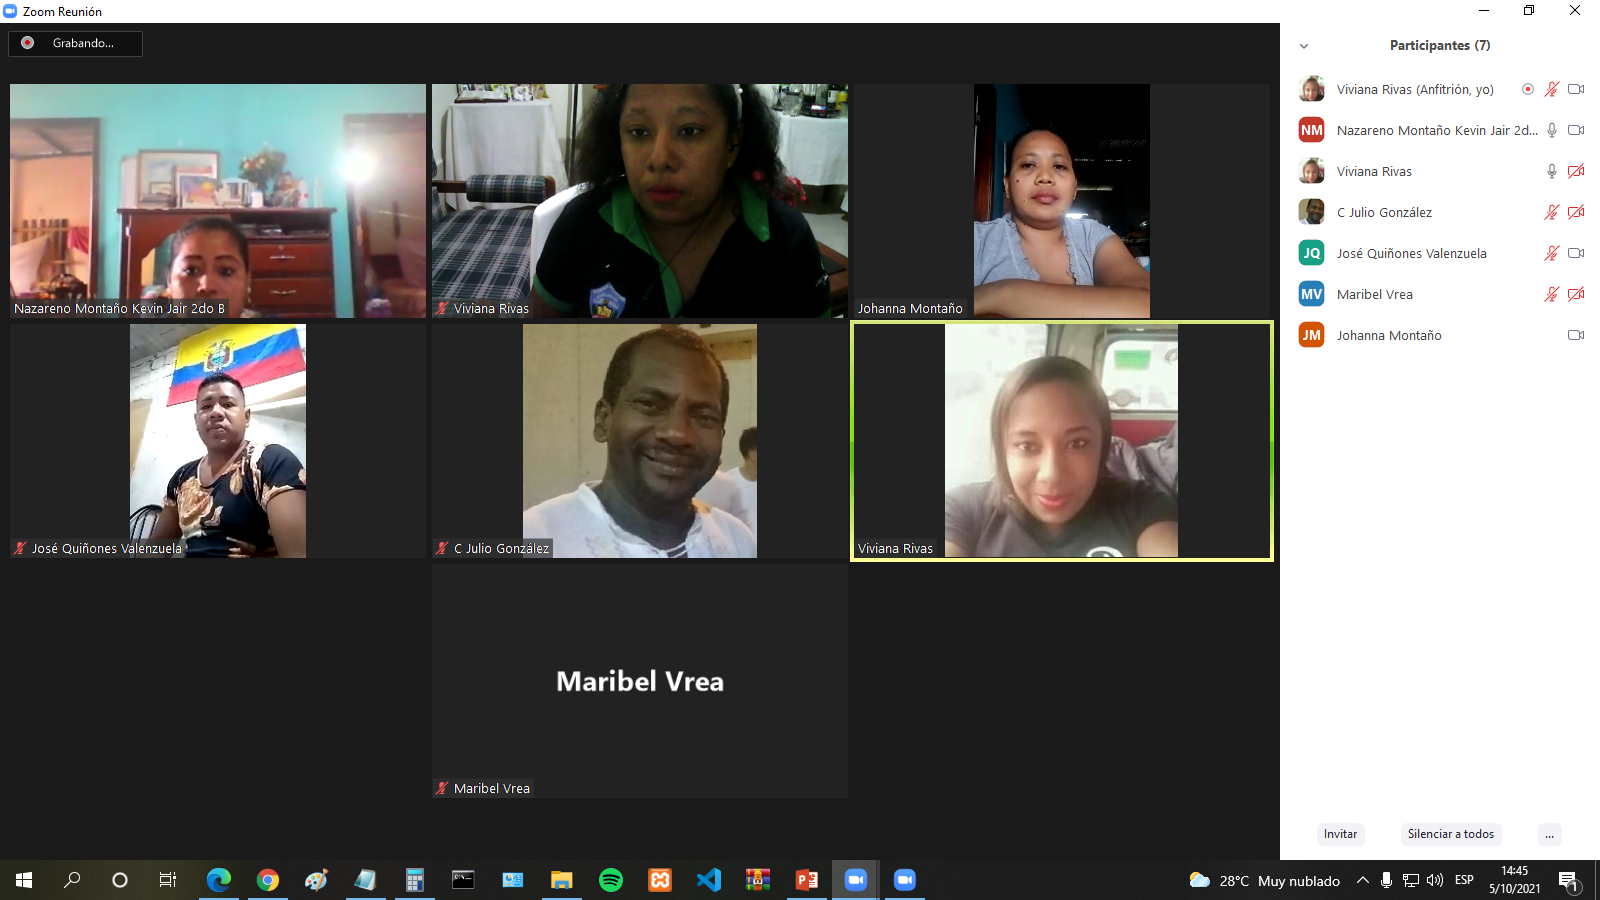 Zoom Reunión
Grabando...
Nazareno Montaño Kevin Jair 2do B
Viviana Rivas
Johanna Montaño
José Quiñones Valenzuela
C Julio González
Viviana Rivas
Maribel Vrea
Maribel Vrea
Participantes (7)
Viviana Rivas (Anfitrión, yo)
NM Nazareno Montaño Kevin Jair 2d...
Viviana Rivas
C Julio González
JQ José Quiñones Valenzuela
MV Maribel Vrea
JM Johanna Montaño
Invitar Silenciar a todos ...
28°C Muy nublado ESP 14:45
5/10/2021
1